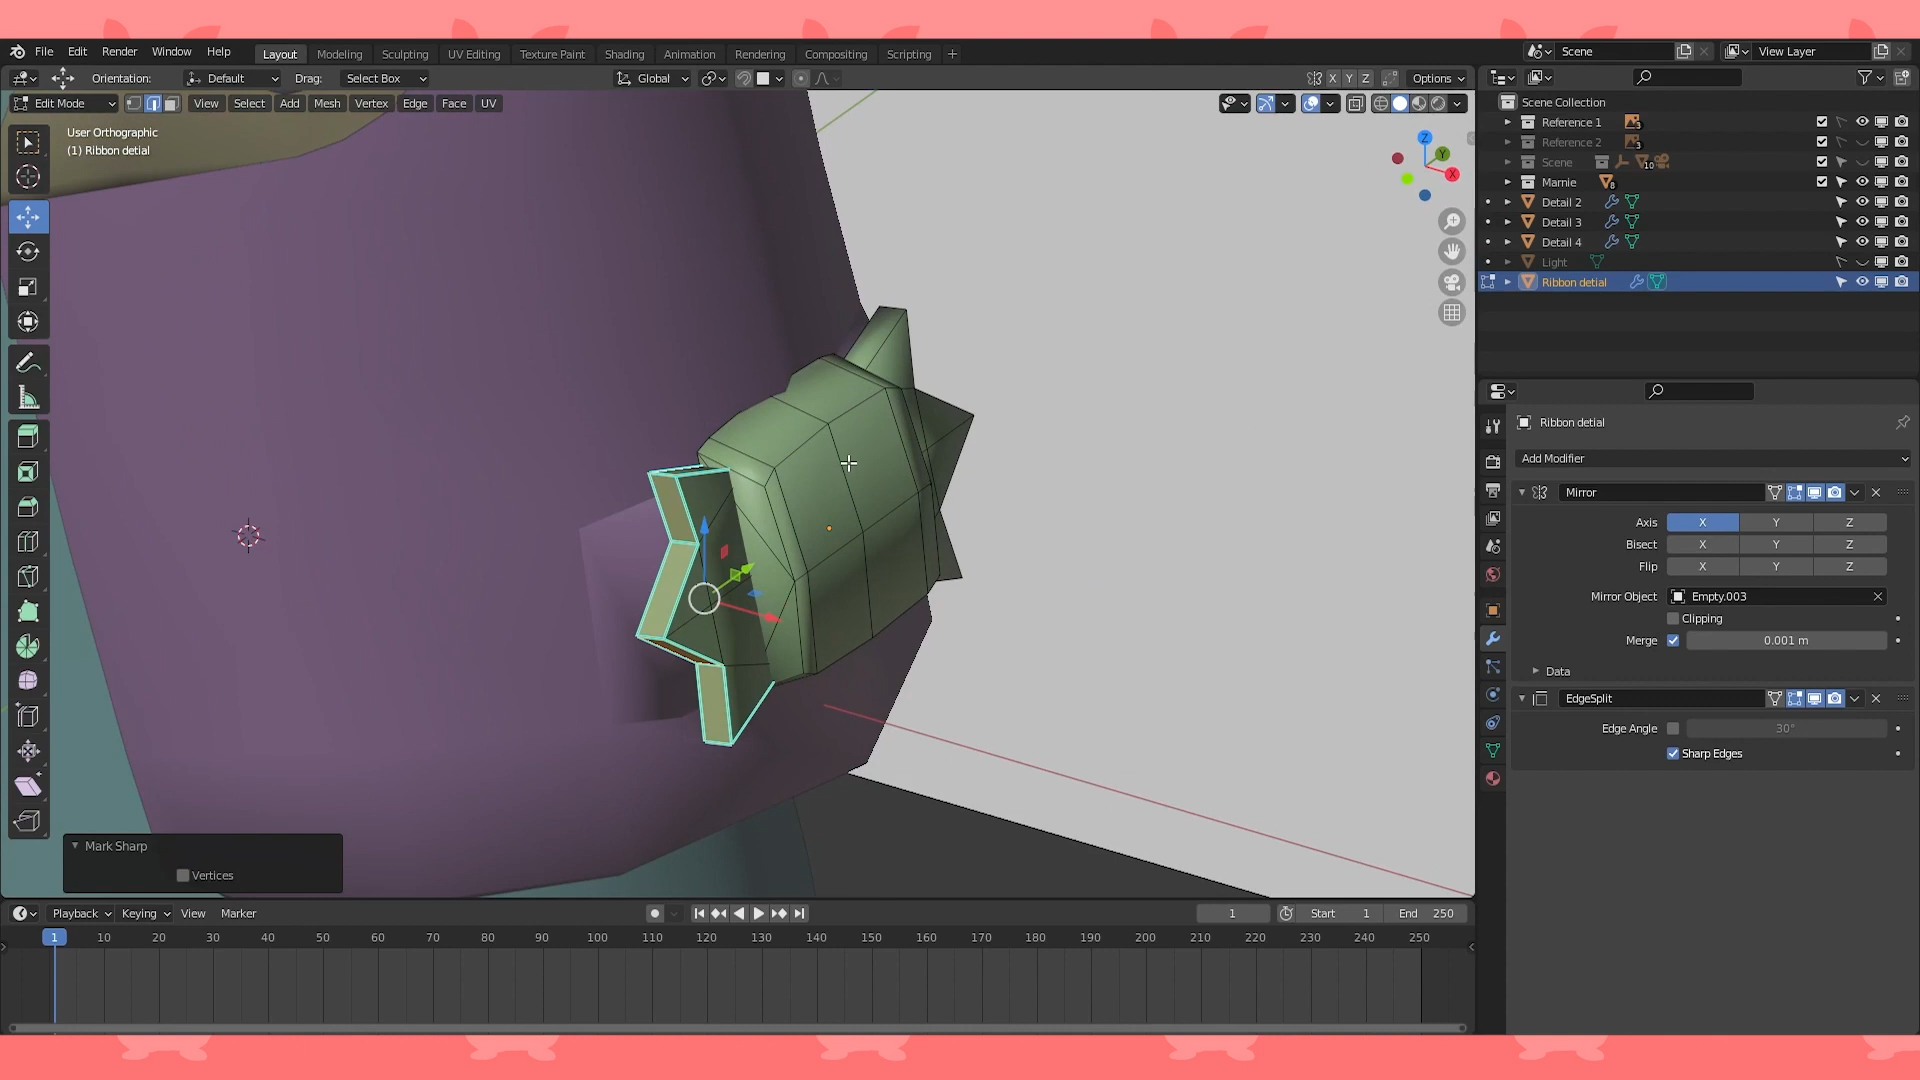 File Edit Render Window Help Layout Modeling Sculpting UV Editing Texture Paint Shading Animation Rendering Compositing Scripting + Scene View Layer
Orientation: Default Drag: Select Box Global X Y Z Options
Edit Mode View Select Add Mesh Vertex Edge Face UV
User Orthographic
(1) Ribbon detial
Z
Y
X
Scene Collection
Reference 1 3
Reference 2 3
Scene 10
Marnie 8
Detail 2
Detail 3
Detail 4
Light
Ribbon detial
Ribbon detial
Add Modifier
Mirror
Axis X Y Z
Bisect X Y Z
Flip X Y Z
Mirror Object Empty.003
Clipping
Merge 0.001 m
Data
EdgeSplit
Edge Angle 30°
Sharp Edges
Mark Sharp
Vertices
Playback Keying View Marker 1 Start 1 End 250
1 10 20 30 40 50 60 70 80 90 100 110 120 130 140 150 160 170 180 190 200 210 220 230 240 250